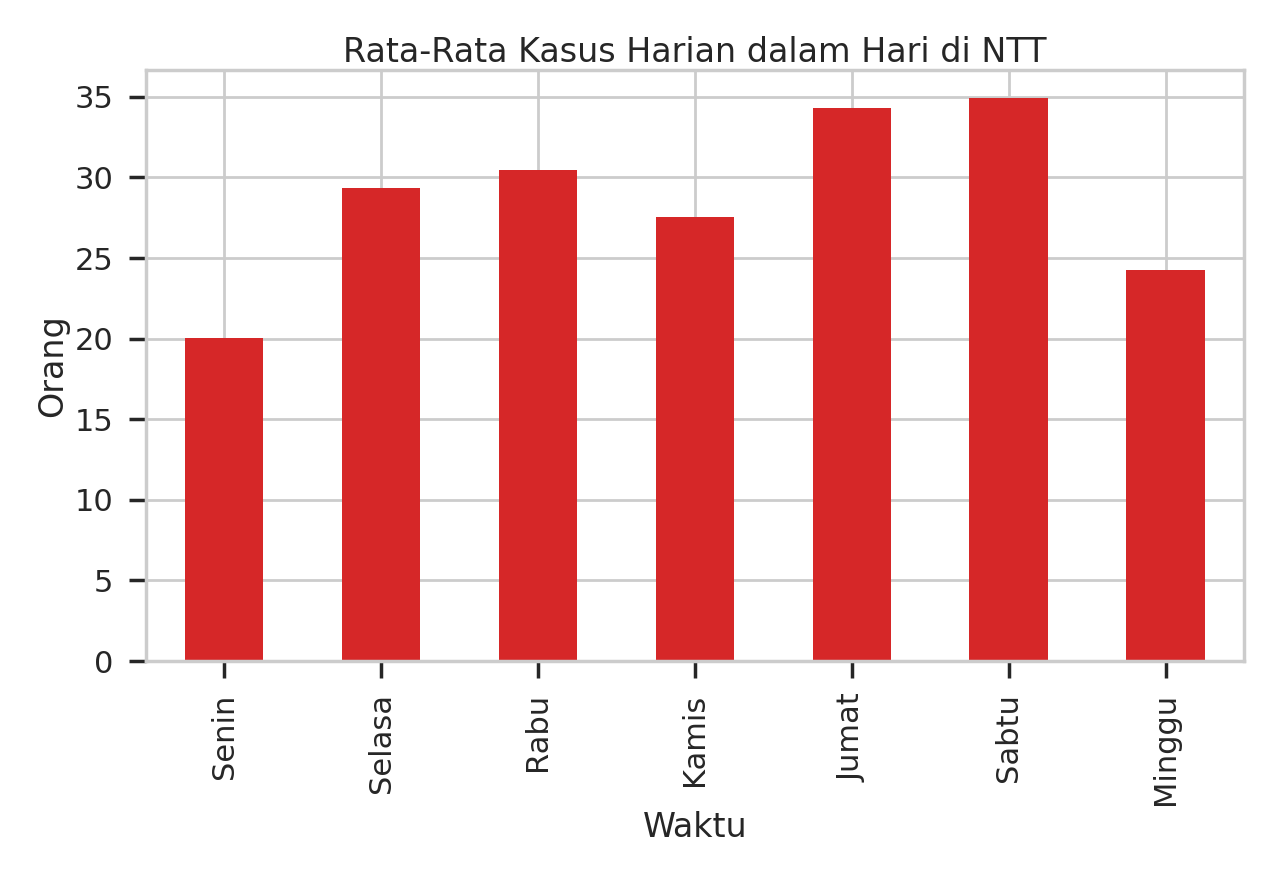 Rata-Rata Kasus Harian dalam Hari di NTT
35
30
25
20
15
10
5
0
Orang
Senin
Selasa
Rabu
Kamis
Jumat
Sabtu
Minggu
Waktu